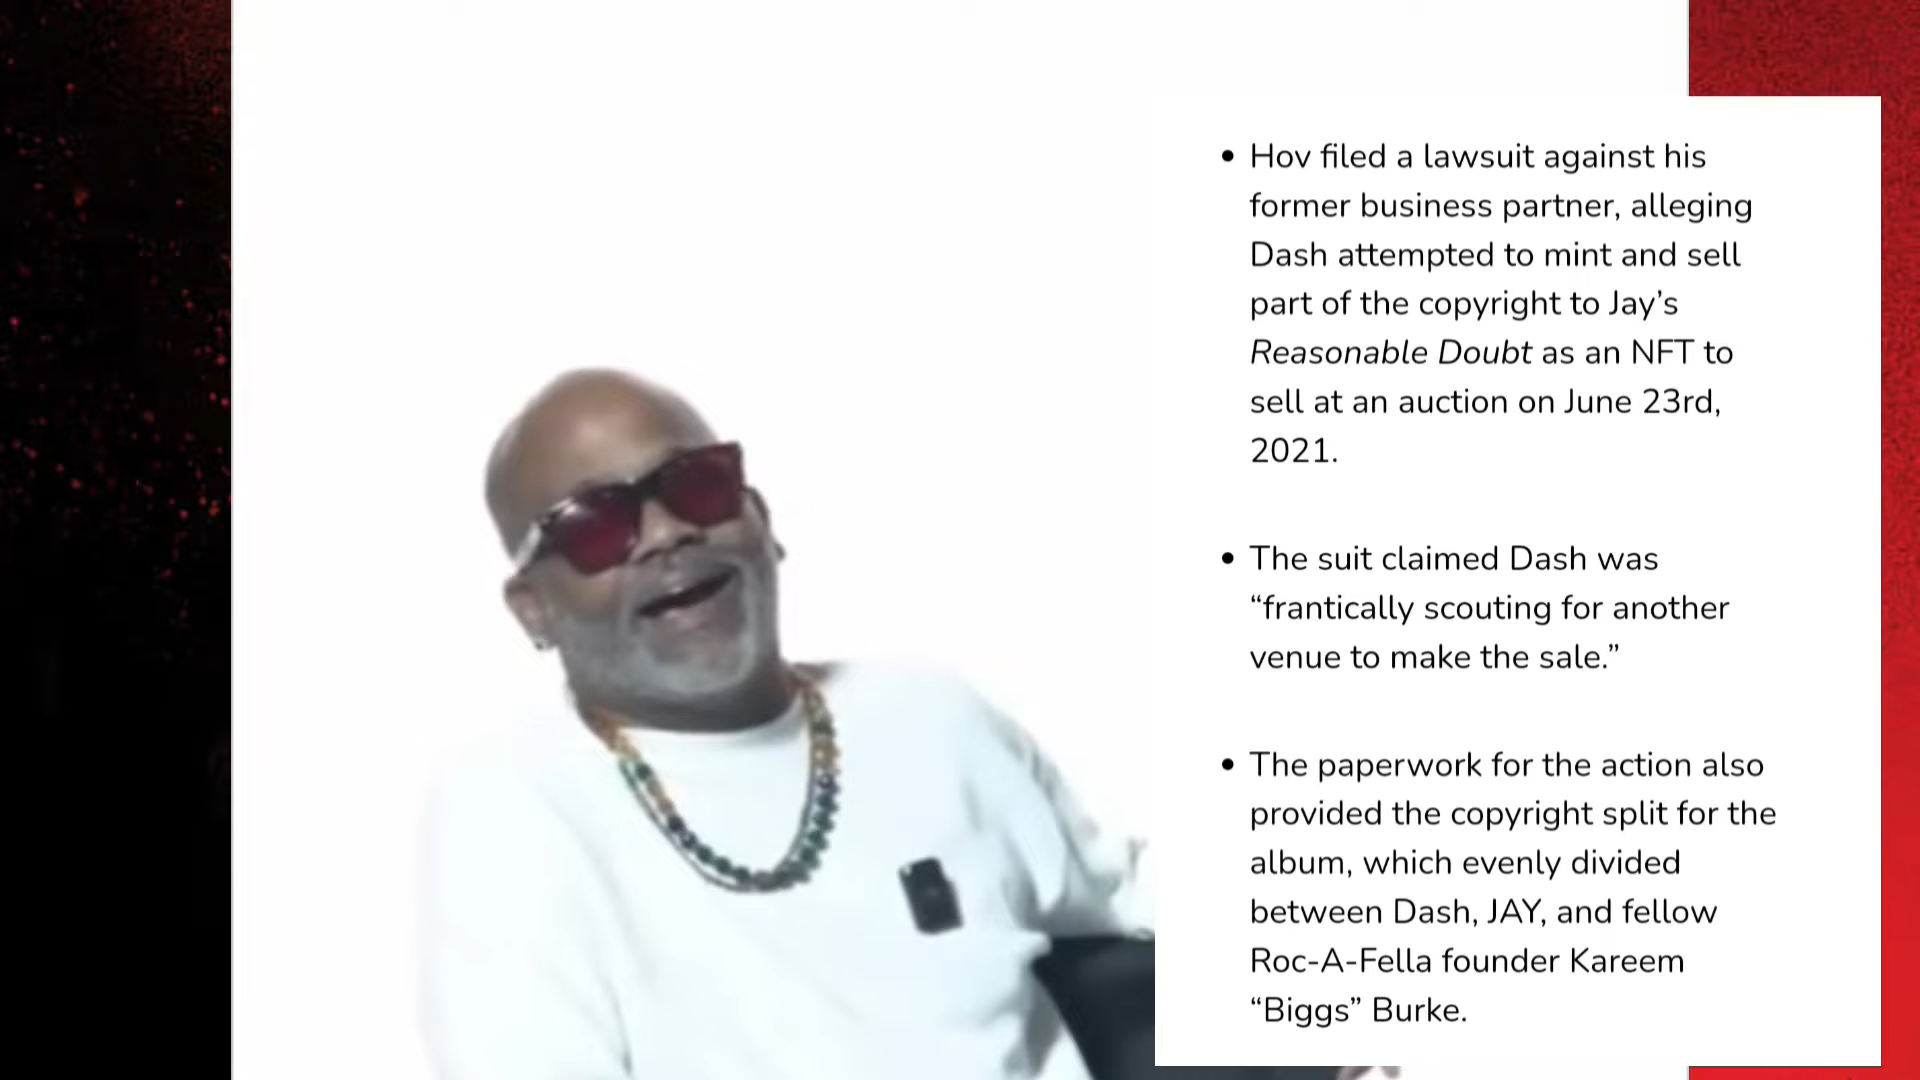 • Hov filed a lawsuit against his
former business partner, alleging
Dash attempted to mint and sell
part of the copyright to Jay’s
Reasonable Doubt as an NFT to
sell at an auction on June 23rd,
2021.
• The suit claimed Dash was
“frantically scouting for another
venue to make the sale.”
• The paperwork for the action also
provided the copyright split for the
album, which evenly divided
between Dash, JAY, and fellow
Roc-A-Fella founder Kareem
“Biggs” Burke.